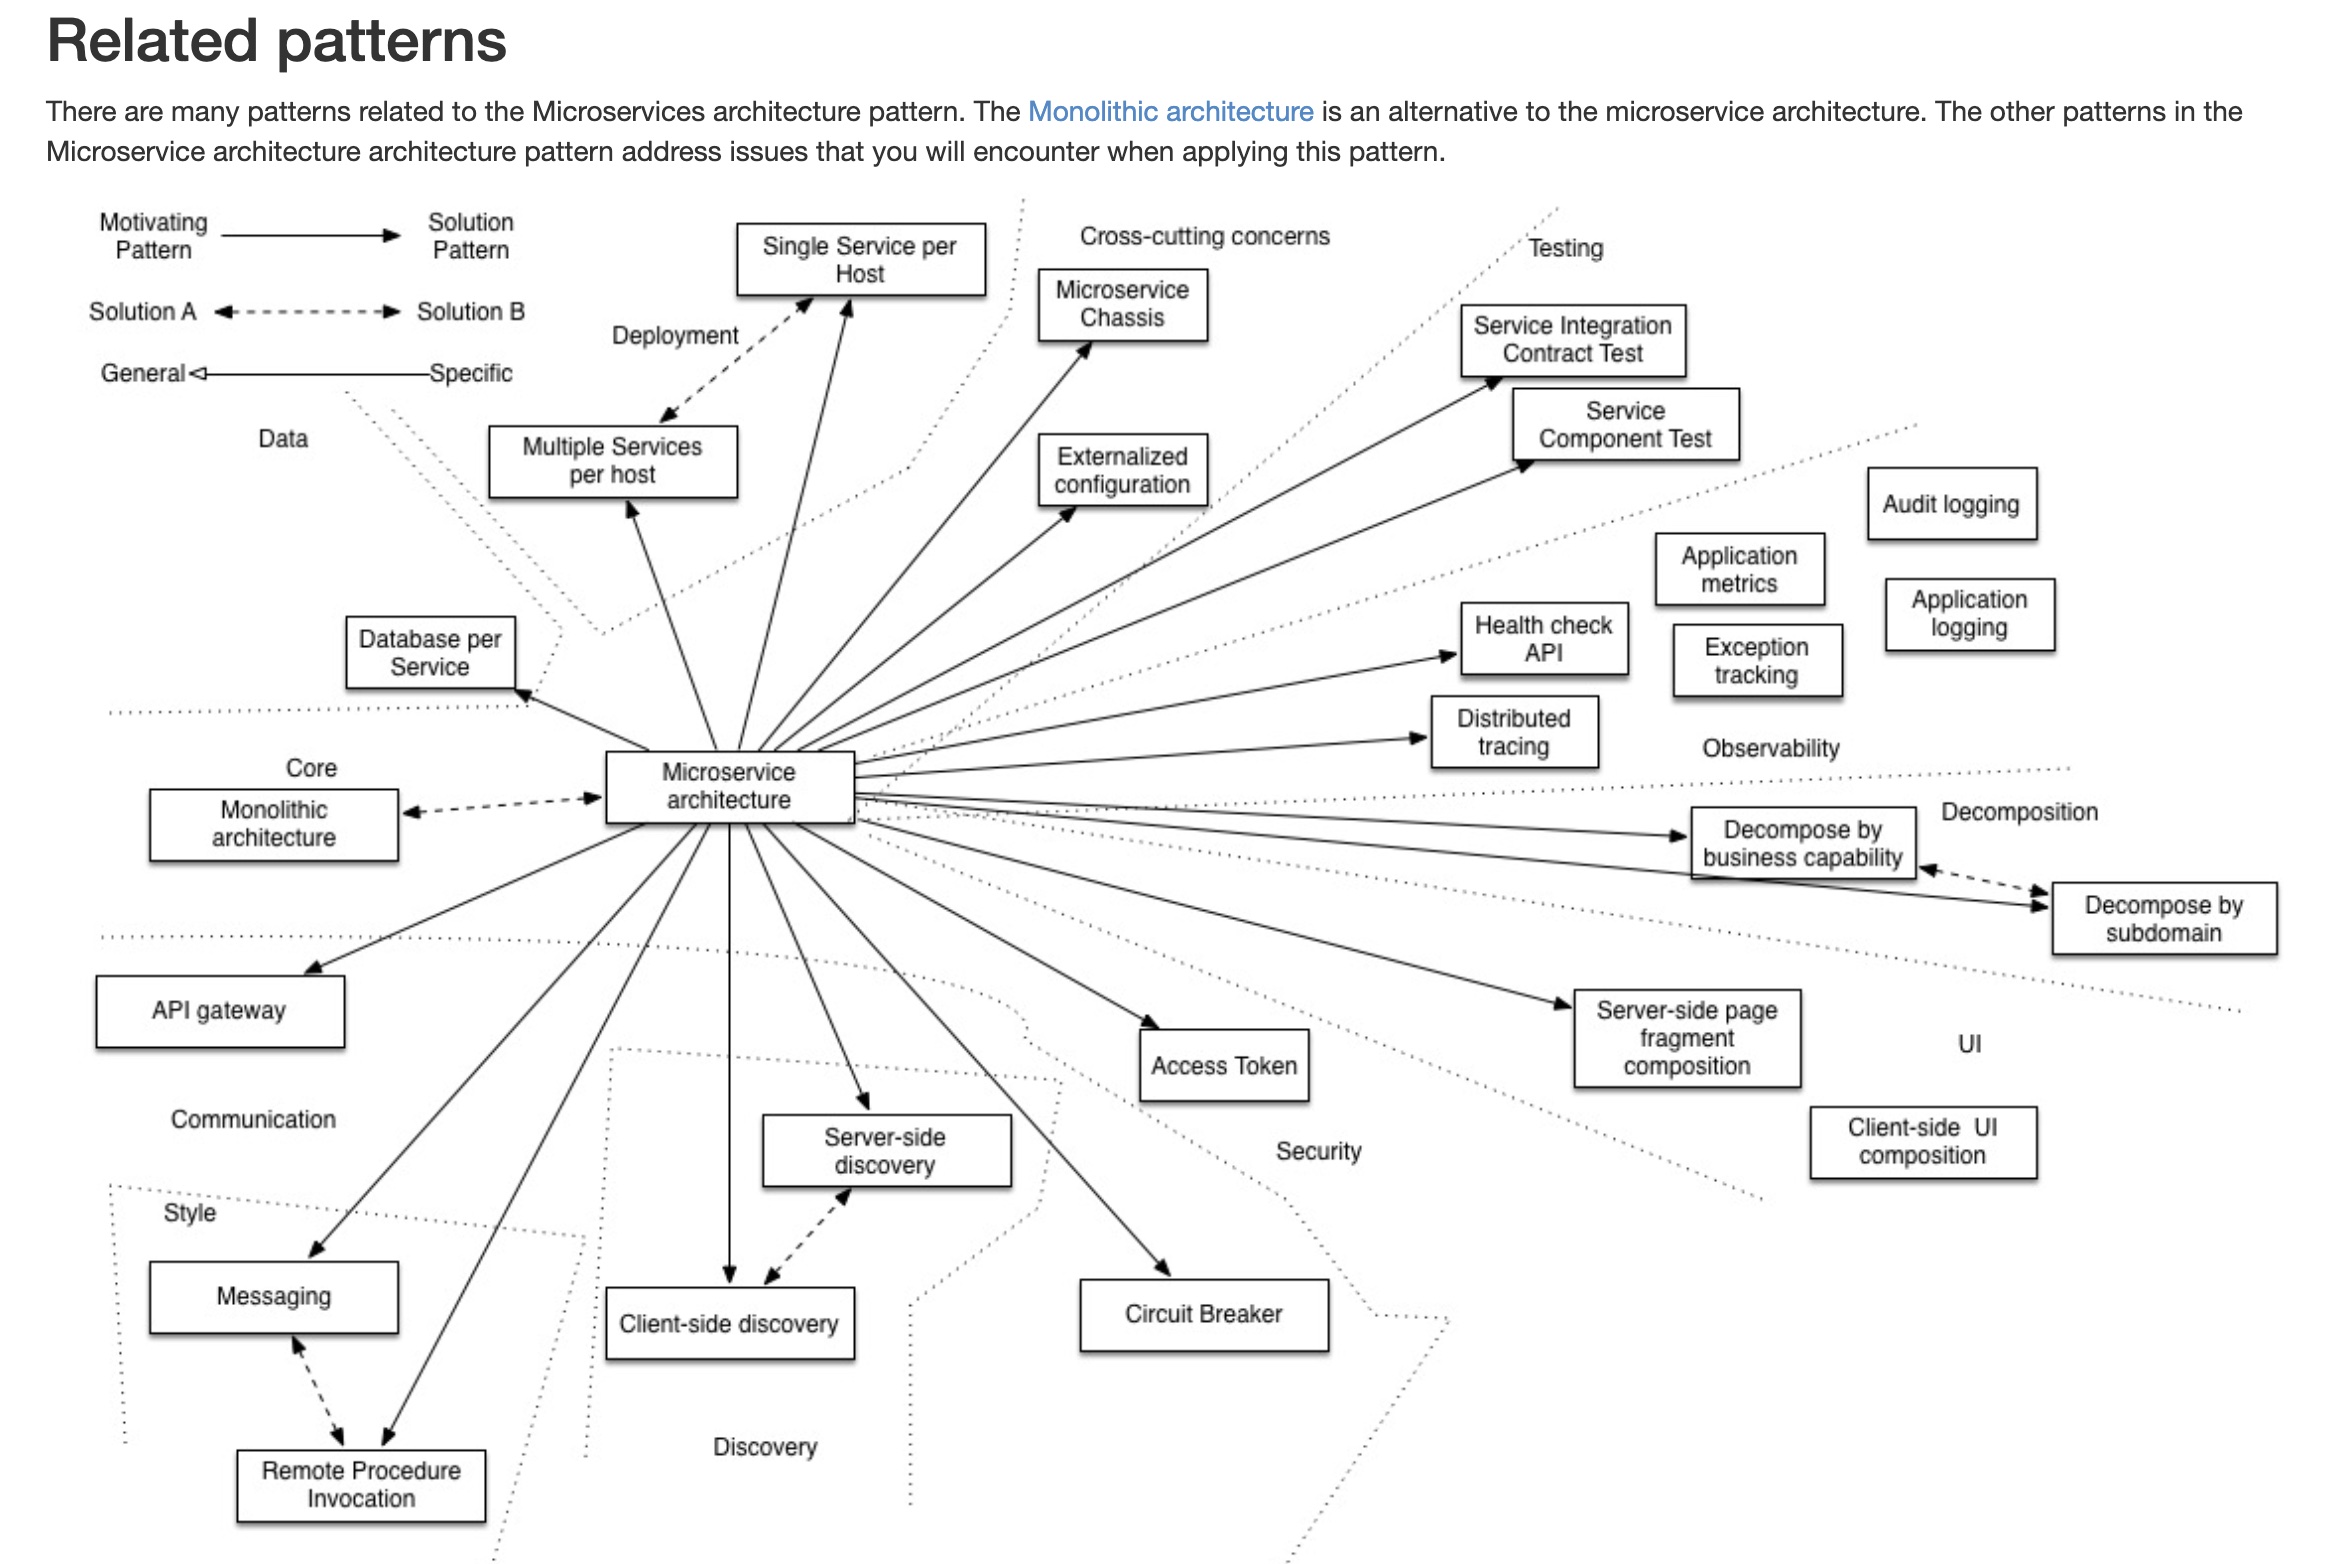 Related patterns
There are many patterns related to the Microservices architecture pattern. The Monolithic architecture is an alternative to the microservice architecture. The other patterns in the
Microservice architecture architecture pattern address issues that you will encounter when applying this pattern.
Motivating
Pattern
Solution
Pattern
Solution A
Solution B
General
Specific
Single Service per
Host
Deployment
Multiple Services
per host
Cross-cutting concerns
Microservice
Chassis
Externalized
configuration
Testing
Service Integration
Contract Test
Service
Component Test
Data
Database per
Service
Audit logging
Application
metrics
Application
logging
Health check
API
Exception
tracking
Distributed
tracing
Observability
Core
Monolithic
architecture
Microservice
architecture
Decomposition
Decompose by
business capability
Decompose by
subdomain
API gateway
Communication
Access Token
Security
Server-side page
fragment
composition
UI
Client-side UI
composition
Style
Messaging
Remote Procedure
Invocation
Server-side
discovery
Client-side discovery
Discovery
Circuit Breaker